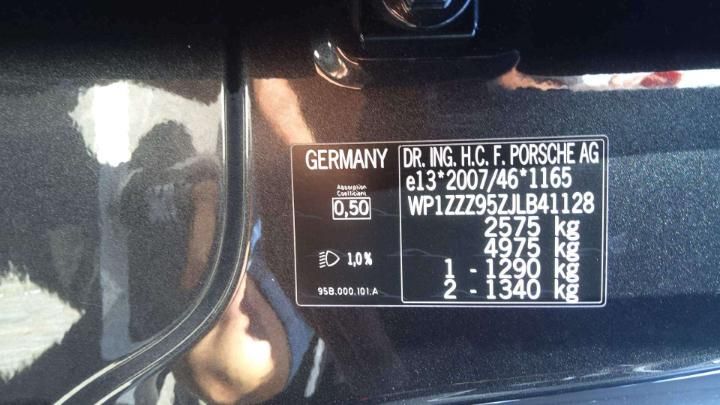 GERMANY
Absorption
Coefficient
0,50
1,0%
95B.000.101.A
DR. ING. H.C. F. PORSCHE AG
e13*2007/46*1165
WP1ZZZ95ZJLB41128
2575 kg
4975 kg
1 - 1290 kg
2 - 1340 kg